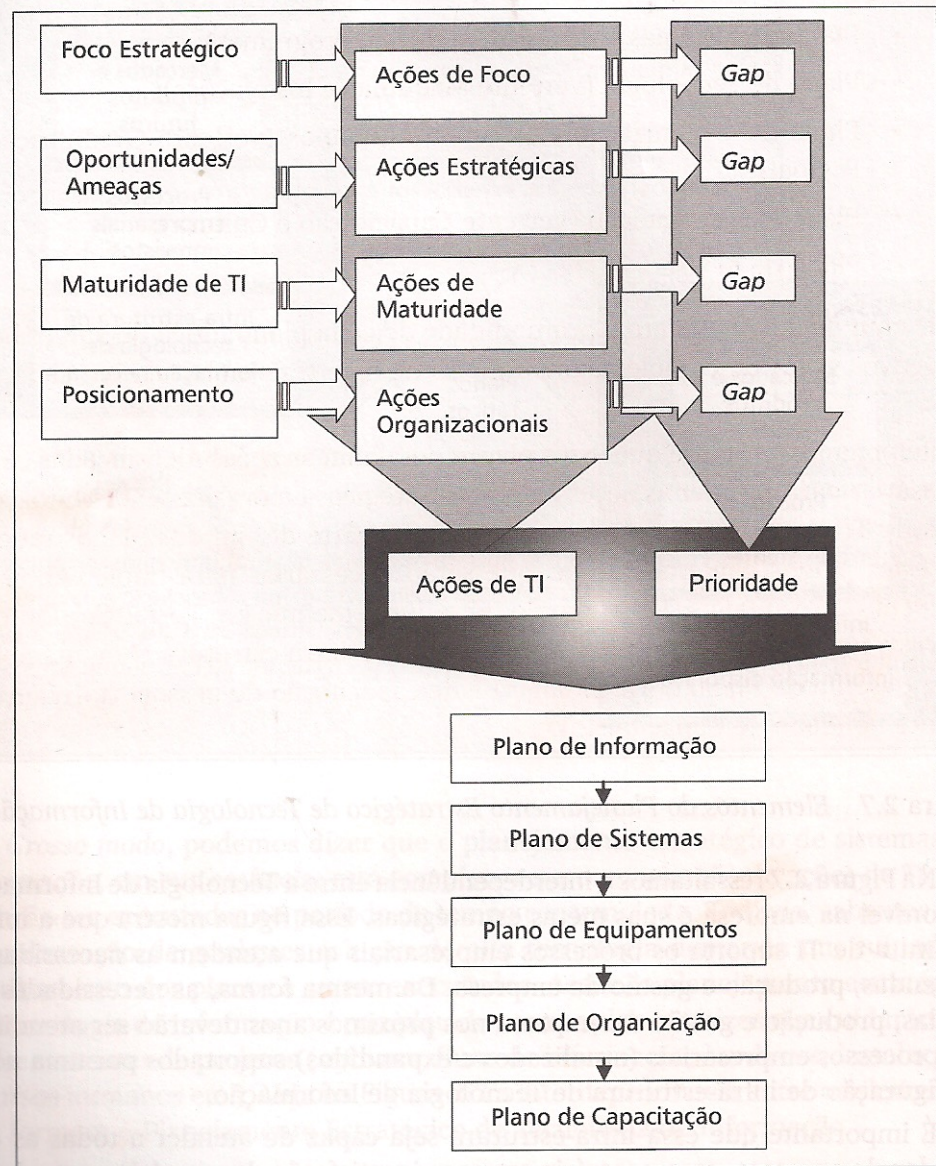 Foco Estratégico
Ações de Foco
Gap
Oportunidades/
Ameaças
Ações Estratégicas
Gap
Maturidade de TI
Ações de
Maturidade
Gap
Posicionamento
Ações
Organizacionais
Gap
Ações de TI
Prioridade
Plano de Informação
Plano de Sistemas
Plano de Equipamentos
Plano de Organização
Plano de Capacitação